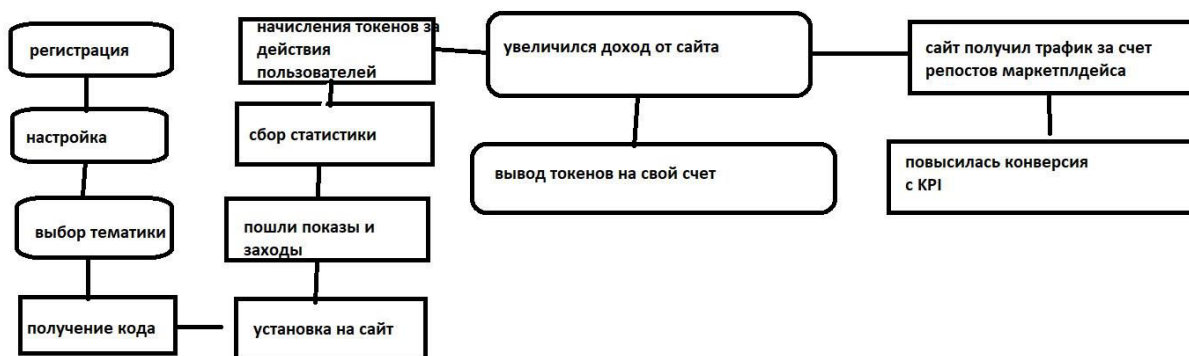 регистрация
настройка
выбор тематики
получение кода
установка на сайт
пошли показы и
заходы
сбор статистики
начисления токенов за
действия
пользователей
увеличился доход от сайта
вывод токенов на свой счет
сайт получил трафик за счет
репостов маркетплдейса
повысилась конверсия
с KPI